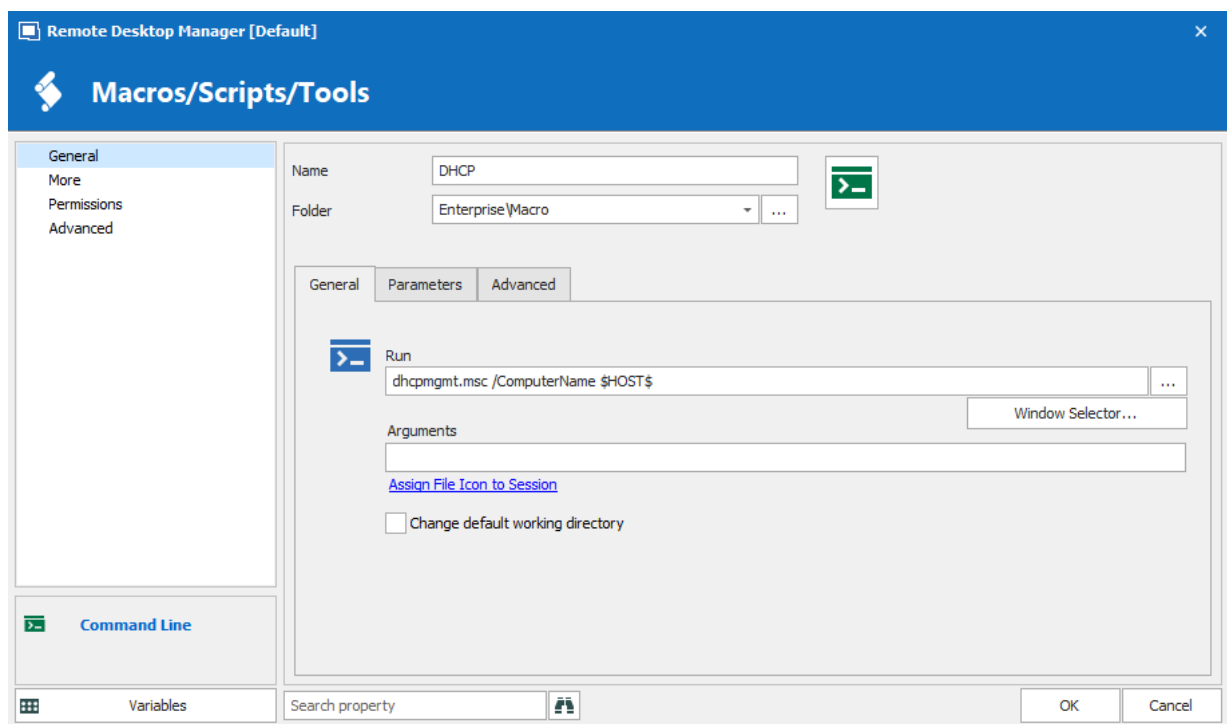 Remote Desktop Manager [Default]
Macros/Scripts/Tools
General
More
Permissions
Advanced
Name
DHCP
Folder
Enterprise\Macro
...
General
Parameters
Advanced
Run
dhcpmgmt.msc /ComputerName $HOST$
...
Window Selector...
Arguments
Assign File Icon to Session
Change default working directory
Command Line
Variables
Search property
OK
Cancel